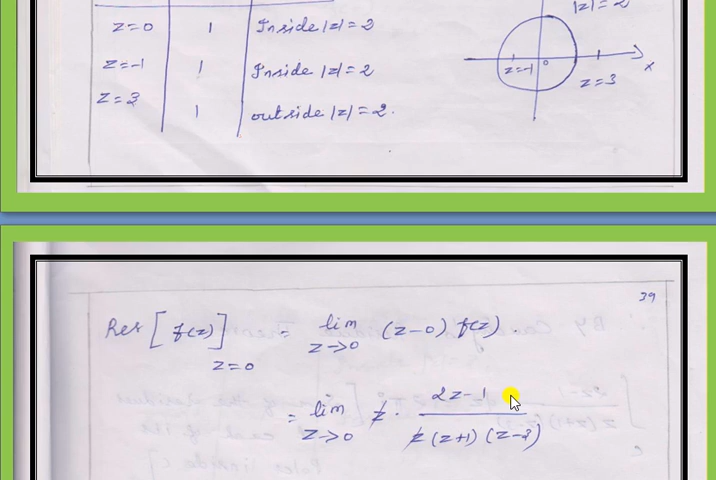 |z| = 2
z=0 1 Inside |z|=2
z=-1 1 Inside |z|=2
z=3 1 outside |z|=2.
z=-1 0 z=3 x
39
Res [f(z)] z=0 = lim z→0 (z-0) f(z).
= lim z→0 z · 2z-1 / z(z+1)(z-3)